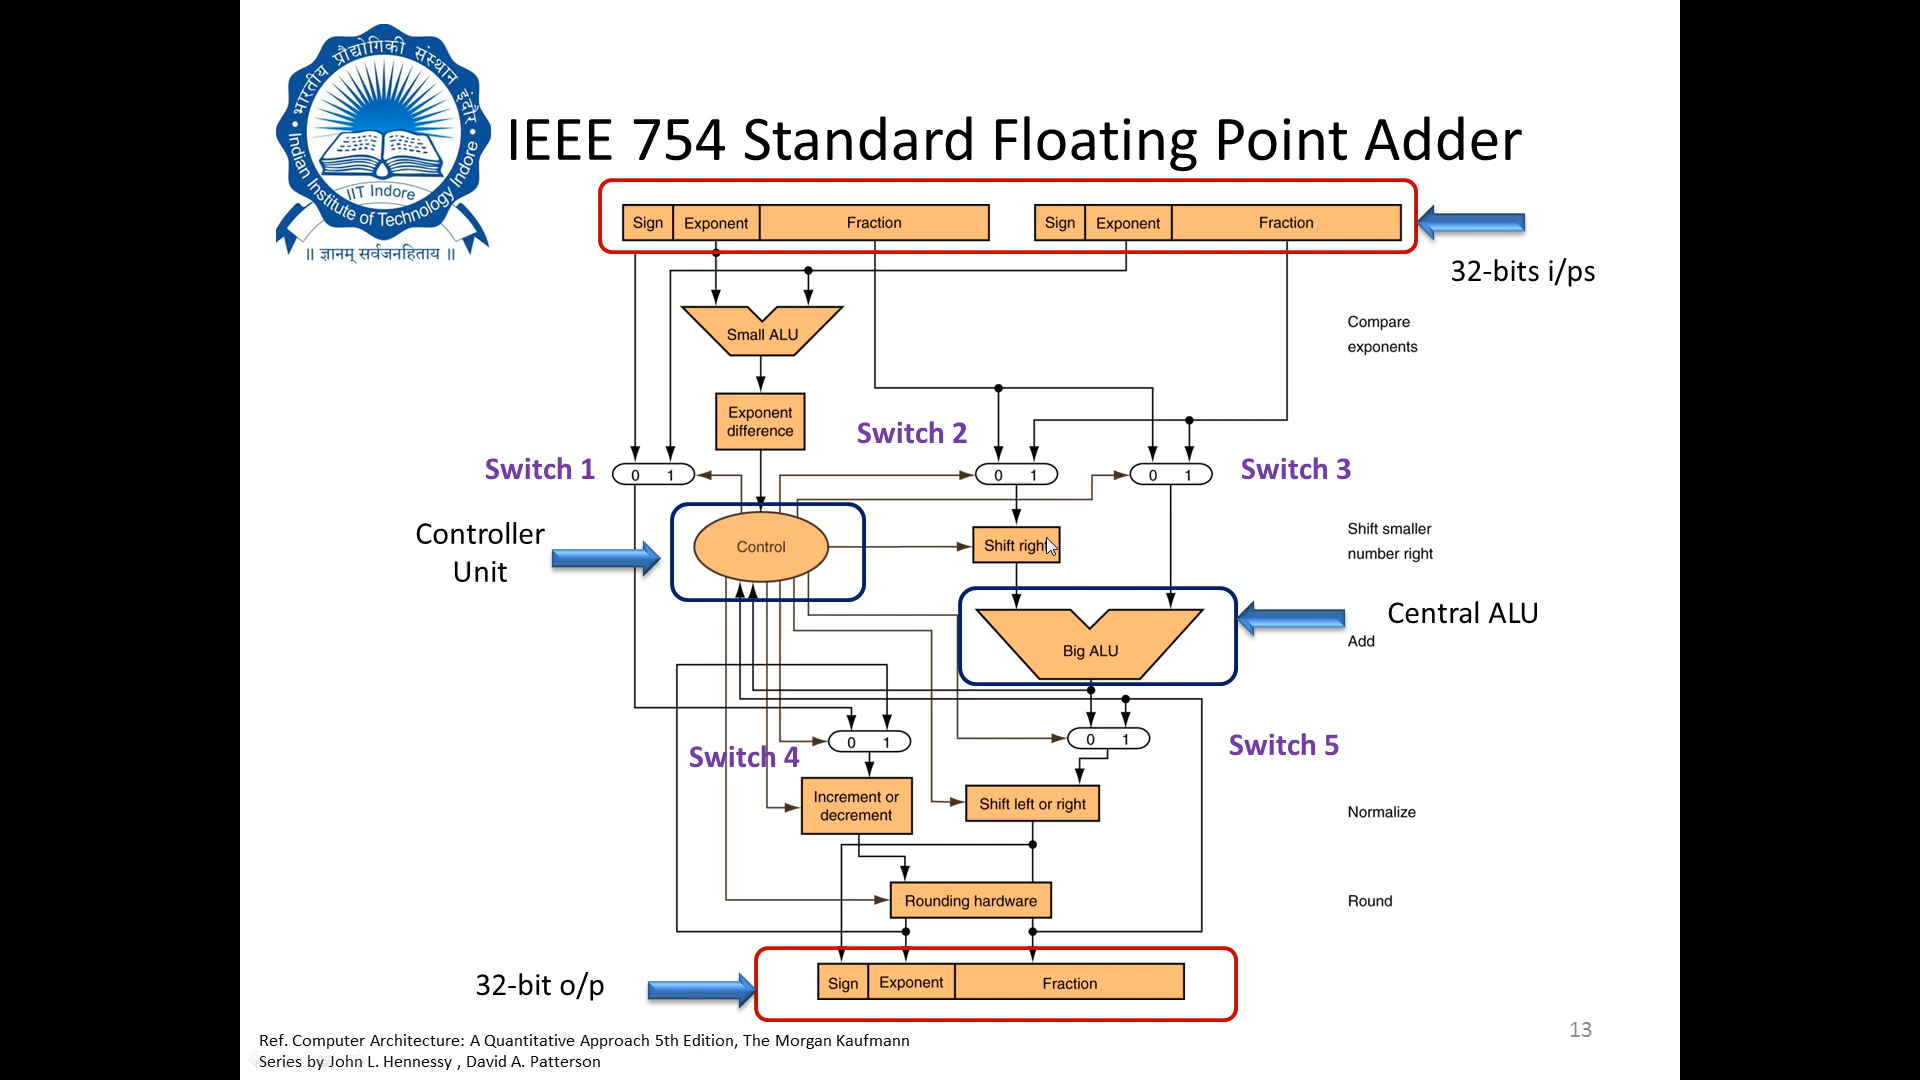 भारतीय प्रौद्योगिकी संस्थान इंदौर
Indian Institute of Technology Indore
IIT Indore
॥ ज्ञानम् सर्वजनहिताय ॥
IEEE 754 Standard Floating Point Adder
Sign Exponent Fraction Sign Exponent Fraction
32-bits i/ps
Compare
exponents
Small ALU
Exponent
difference
Switch 2
Switch 1 0 1 0 1 0 1 Switch 3
Controller
Unit
Control
Shift right
Shift smaller
number right
Central ALU
Add
Big ALU
Switch 4 0 1 0 1 Switch 5
Increment or
decrement
Shift left or right
Normalize
Rounding hardware
Round
32-bit o/p
Sign Exponent Fraction
Ref. Computer Architecture: A Quantitative Approach 5th Edition, The Morgan Kaufmann
Series by John L. Hennessy , David A. Patterson
13